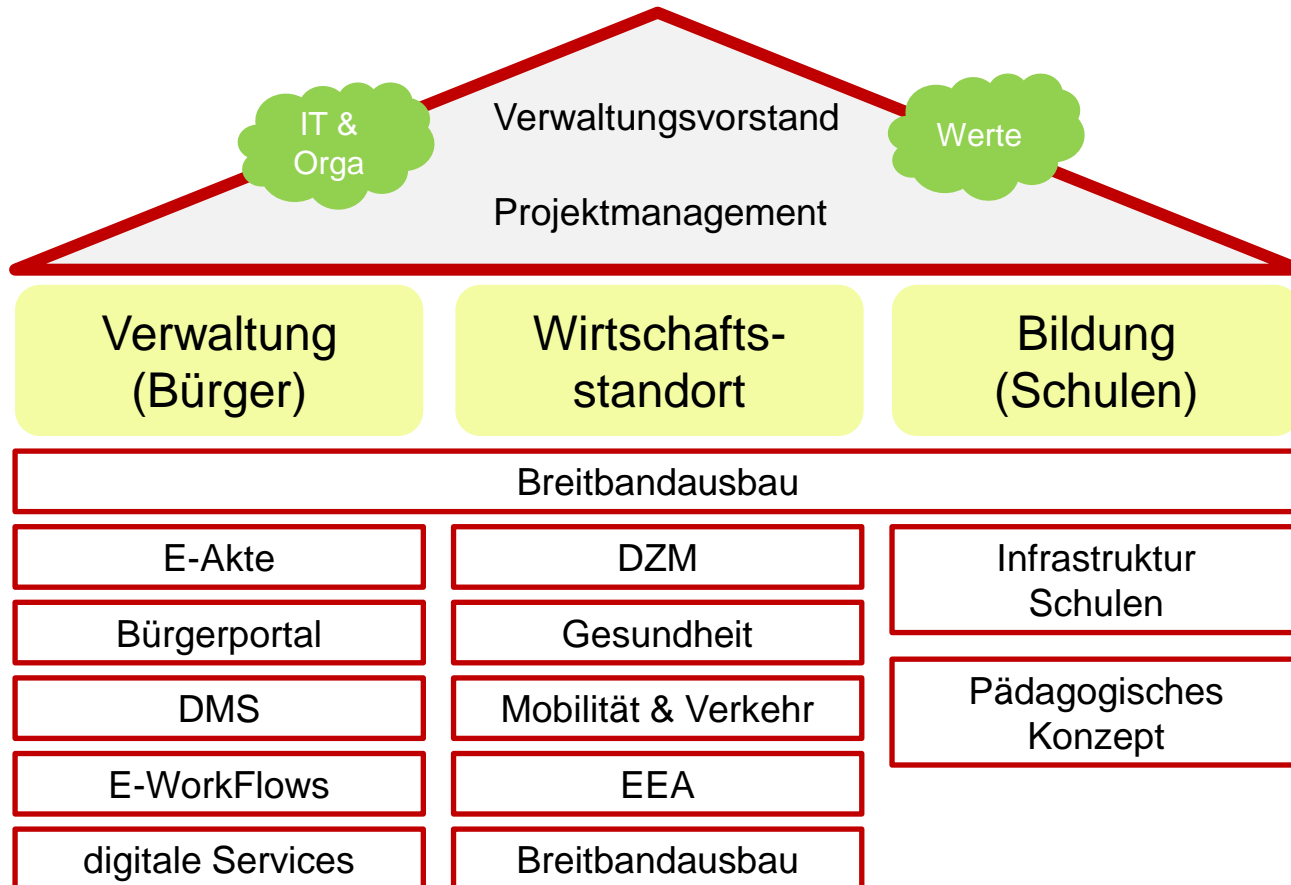 IT &
Orga
Verwaltungsvorstand
Werte
Projektmanagement
Verwaltung
(Bürger)
Wirtschafts-
standort
Bildung
(Schulen)
Breitbandausbau
E-Akte
Bürgerportal
DMS
E-WorkFlows
digitale Services
DZM
Gesundheit
Mobilität & Verkehr
EEA
Breitbandausbau
Infrastruktur
Schulen
Pädagogisches
Konzept